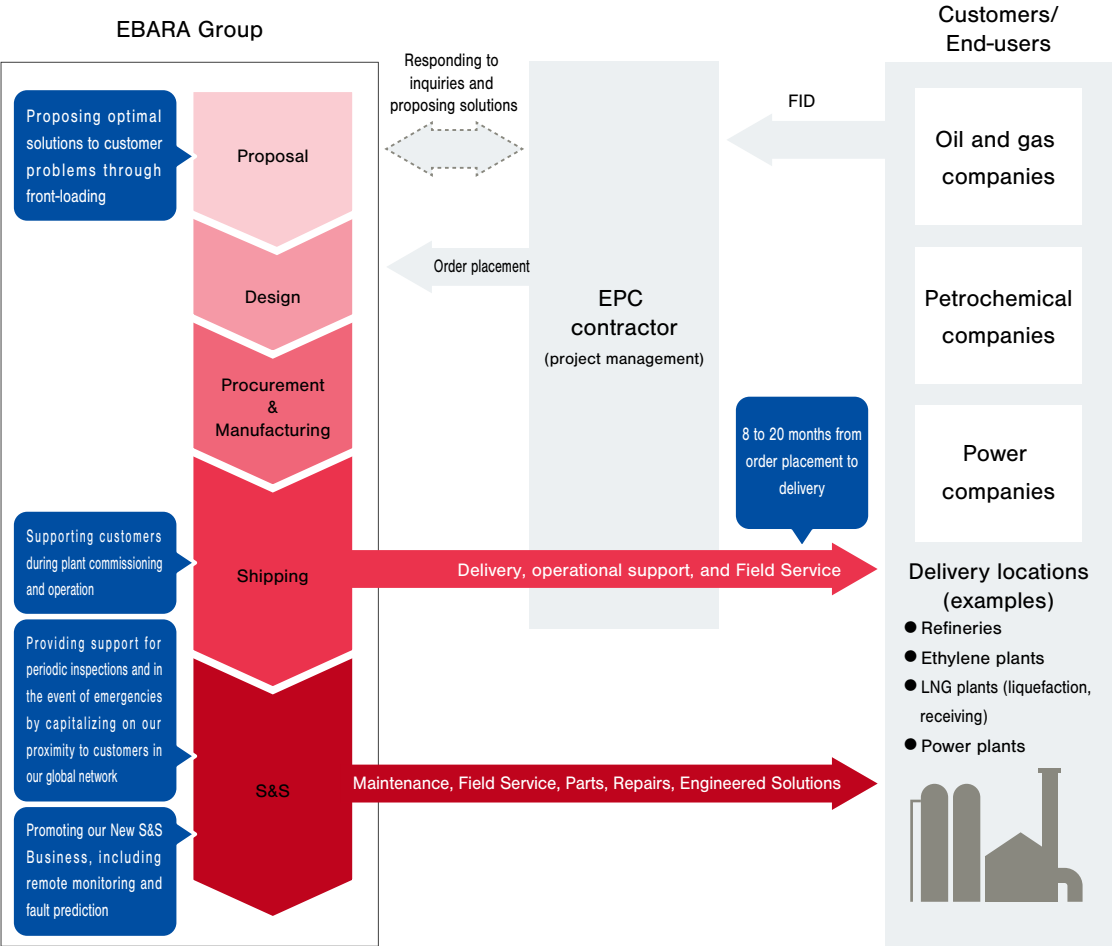 EBARA Group
Proposing optimal
solutions to customer
problems through
front-loading
Proposal
Design
Procurement
&
Manufacturing
Supporting customers
during plant commissioning
and operation
Shipping
Providing support for
periodic inspections and in
the event of emergencies
by capitalizing on our
proximity to customers in
our global network
S&S
Promoting our New S&S
Business, including
remote monitoring and
fault prediction
Responding to
inquiries and
proposing solutions
Order placement
EPC
contractor
(project management)
FID
8 to 20 months from
order placement to
delivery
Delivery, operational support, and Field Service
Maintenance, Field Service, Parts, Repairs, Engineered Solutions
Customers/
End-users
Oil and gas
companies
Petrochemical
companies
Power
companies
Delivery locations
(examples)
● Refineries
● Ethylene plants
● LNG plants (liquefaction,
receiving)
● Power plants